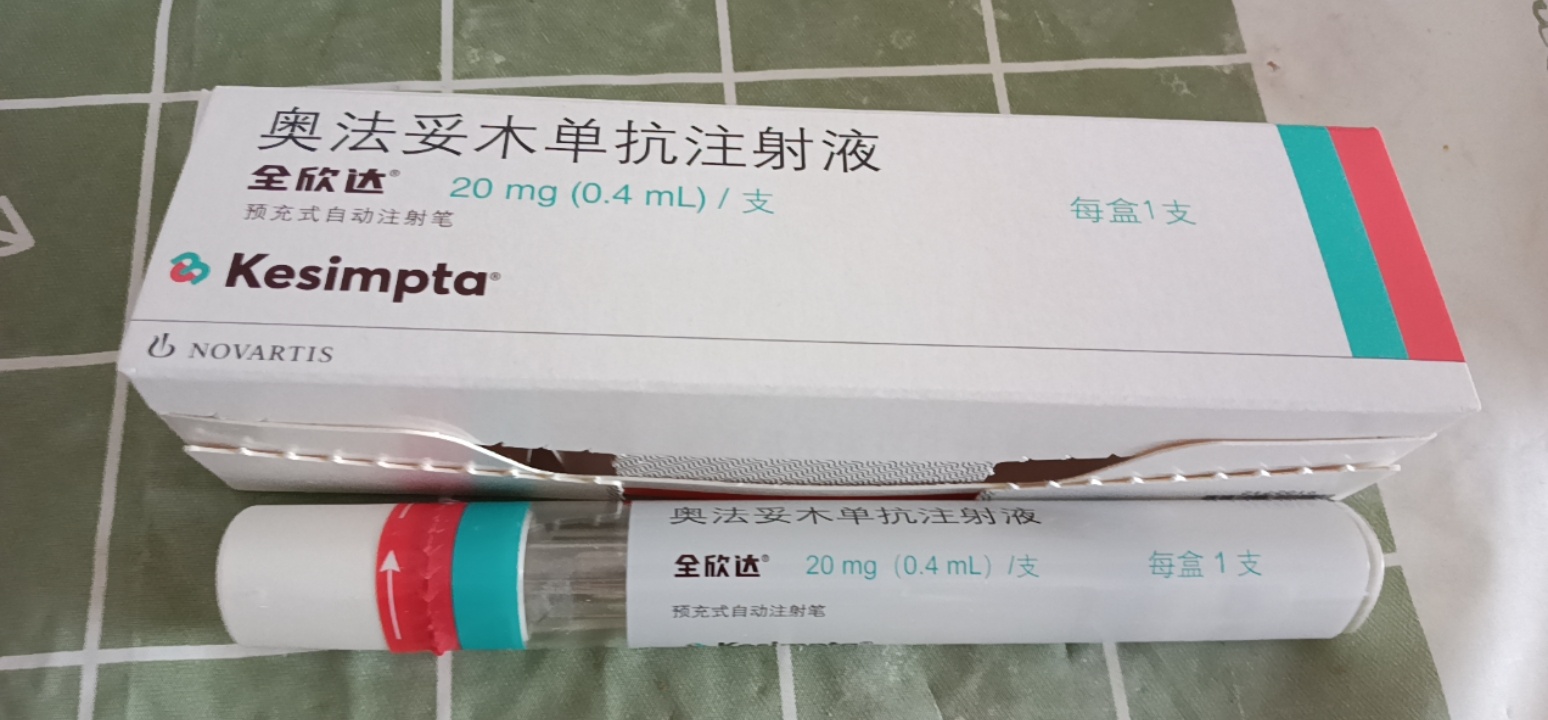 奥法妥木单抗注射液
全欣达® 20 mg (0.4 mL) / 支 每盒1支
预充式自动注射笔
Kesimpta®
NOVARTIS
奥法妥木单抗注射液
全欣达® 20 mg（0.4 mL）/支 每盒 1 支
预充式自动注射笔